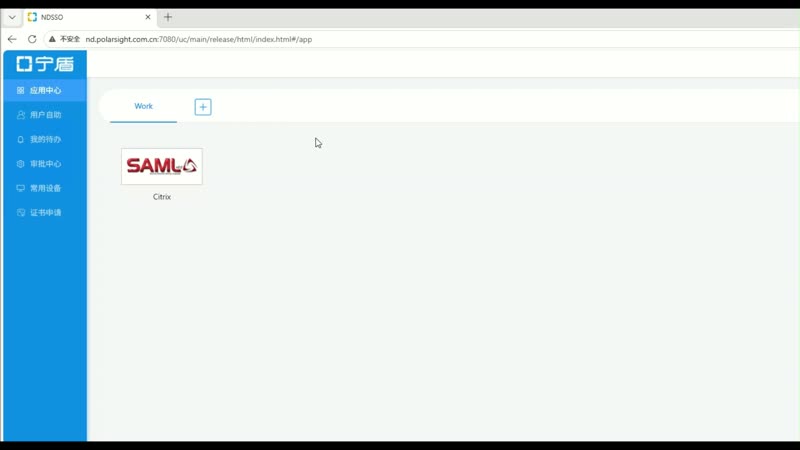 NDSSO
不安全 nd.polarsight.com.cn:7080/uc/main/release/html/index.html#/app
宁盾
应用中心
用户自助
我的待办
审批中心
常用设备
证书申请
Work
SAML
Citrix